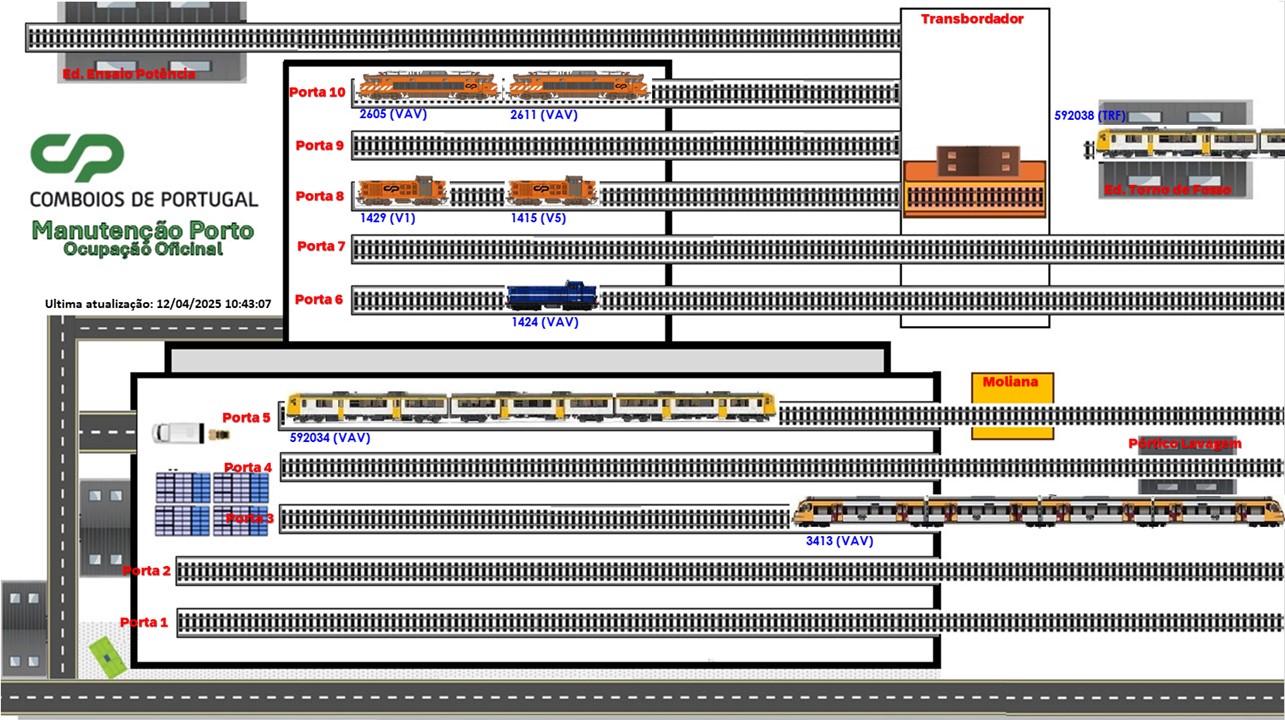 Transbordador
Ed. Ensaio Potência
Porta 10
2605 (VAV)
2611 (VAV)
592038 (TRF)
Porta 9
CP
COMBOIOS DE PORTUGAL
Manutenção Porto
Ocupação Oficinal
Porta 8
1429 (V1)
1415 (V5)
Ed. Torno de Fosso
Porta 7
Ultima atualização: 12/04/2025 10:43:07
Porta 6
1424 (VAV)
Moliana
Porta 5
592034 (VAV)
Pórtico Lavagem
Porta 4
Porta 3
3413 (VAV)
Porta 2
Porta 1